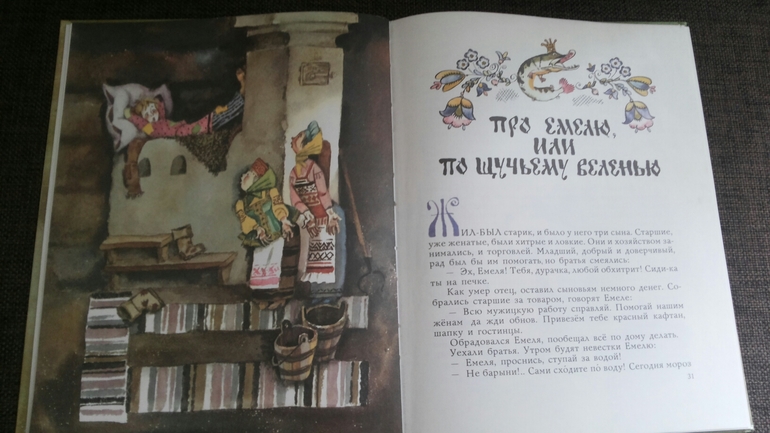 ПРО ЕМЕЛЮ,
ИЛИ
ПО ЩУЧЬЕМУ ВЕЛЕНЬЮ
ЖИЛ-БЫЛ старик, и было у него три сына. Старшие,
уже женатые, были хитрые и ловкие. Они и хозяйством за-
нимались, и торговлей. Младший, добрый и доверчивый,
рад был бы им помогать, но братья смеялись:
— Эх, Емеля! Тебя, дурачка, любой обхитрит! Сиди-ка
ты на печке.
Как умер отец, оставил сыновьям немного денег. Со-
брались старшие за товаром, говорят Емеле:
— Всю мужицкую работу справляй. Помогай нашим
жёнам да жди обнов. Привезём тебе красный кафтан,
шапку и гостинцы.
Обрадовался Емеля, пообещал всё по дому делать.
Уехали братья. Утром будят невестки Емелю:
— Емеля, проснись, ступай за водой!
— Не барыни!.. Сами схо́дите по воду! Сегодня мороз
31